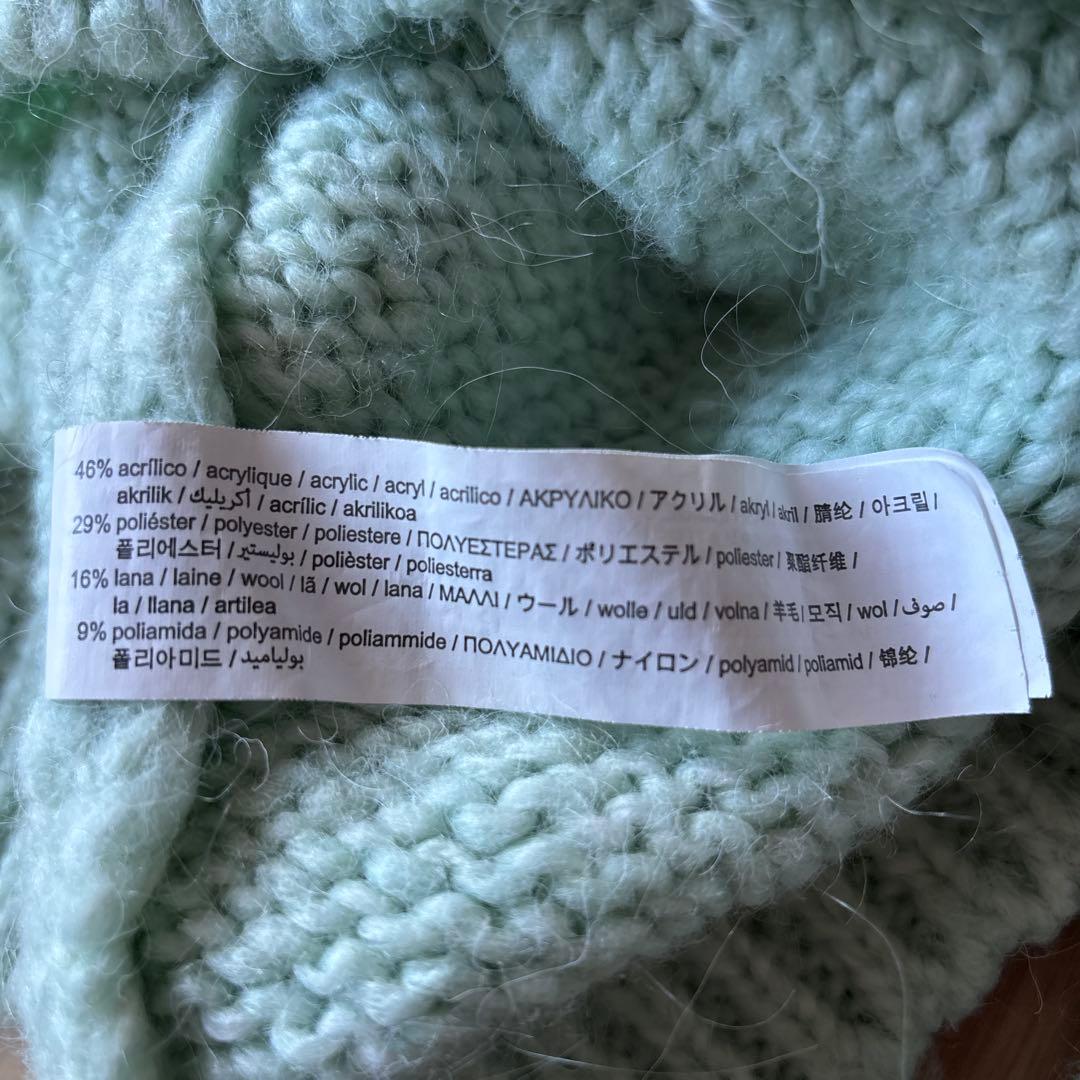 46% acrílico / acrylique / acrylic / acryl / acrilico / ΑΚΡΥΛΙΚΟ / アクリル / akryl / akril / 腈纶 / 아크릴 /
akrilik / أكريليك / acrílic / akrilikoa
29% poliéster / polyester / poliestere / ΠΟΛΥΕΣΤΕΡΑΣ / ポリエステル / poliester / 聚酯纤维 /
폴리에스터 / بوليستير / polièster / poliesterra
16% lana / laine / wool / lã / wol / lana / ΜΑΛΛΙ / ウール / wolle / uld / volna / 羊毛 / 모직 / wol / صوف /
la / llana / artilea
9% poliamida / polyamide / poliammide / ΠΟΛΥΑΜΙΔΙΟ / ナイロン / polyamid / poliamid / 锦纶 /
폴리아미드 / بولياميد